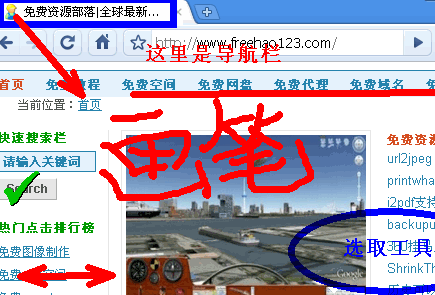 免费资源部落|全球最新...
http://www.freehao123.com/
这里是导航栏
首页 免费教程 免费空间 免费网盘 免费代理 免费域名 免
当前位置：首页
画笔
快速搜索栏
请输入关键词
Search
热门点击排行榜
免费图像制作
免费资
url2jpeg
printwha
i2pdf支持
backupu
选取工具
ShrinkTh
Google